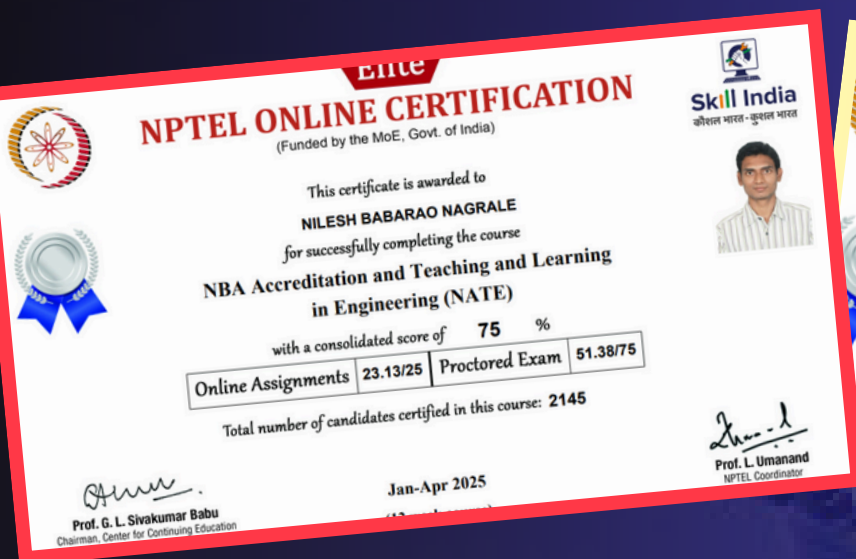 Elite
NPTEL ONLINE CERTIFICATION
(Funded by the MoE, Govt. of India)
Skill India
कौशल भारत - कुशल भारत
This certificate is awarded to
NILESH BABARAO NAGRALE
for successfully completing the course
NBA Accreditation and Teaching and Learning
in Engineering (NATE)
with a consolidated score of 75 %
Online Assignments 23.13/25 Proctored Exam 51.38/75
Total number of candidates certified in this course: 2145
Jan-Apr 2025
Prof. G. L. Sivakumar Babu
Chairman, Center for Continuing Education
Prof. L. Umanand
NPTEL Coordinator